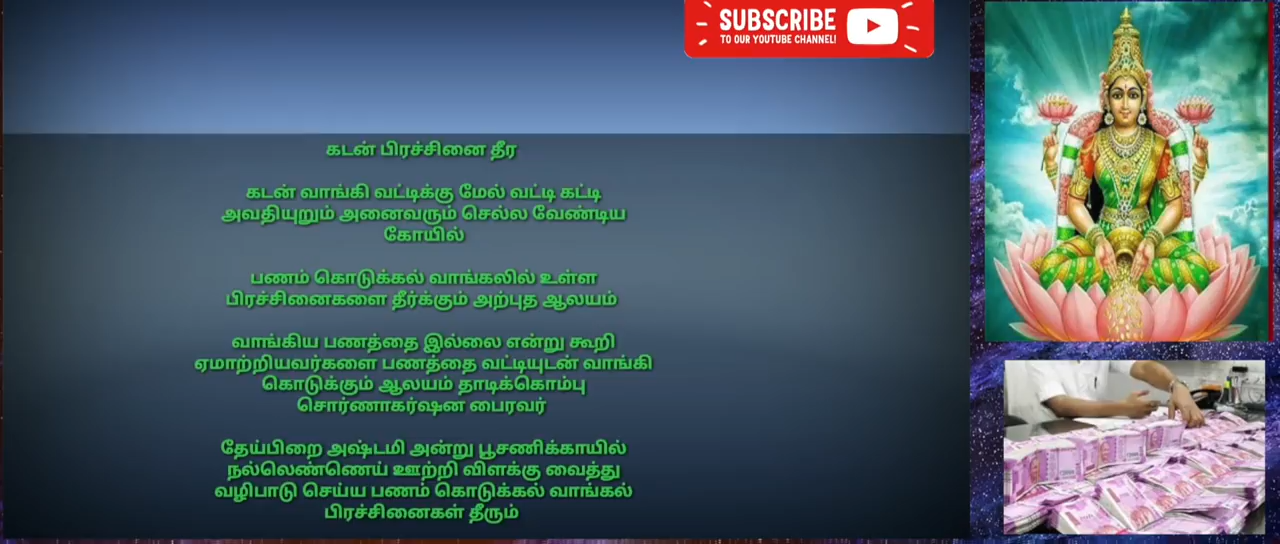 SUBSCRIBE
TO OUR YOUTUBE CHANNEL!
கடன் பிரச்சினை தீர
கடன் வாங்கி வட்டிக்கு மேல் வட்டி கட்டி
அவதியுறும் அனைவரும் செல்ல வேண்டிய
கோயில்
பணம் கொடுக்கல் வாங்கலில் உள்ள
பிரச்சினைகளை தீர்க்கும் அற்புத ஆலயம்
வாங்கிய பணத்தை இல்லை என்று கூறி
ஏமாற்றியவர்களை பணத்தை வட்டியுடன் வாங்கி
கொடுக்கும் ஆலயம் தாடிக்கொம்பு
சொர்ணாகர்ஷன பைரவர்
தேய்பிறை அஷ்டமி அன்று பூசணிக்காயில்
நல்லெண்ணெய் ஊற்றி விளக்கு வைத்து
வழிபாடு செய்ய பணம் கொடுக்கல் வாங்கல்
பிரச்சினைகள் தீரும்